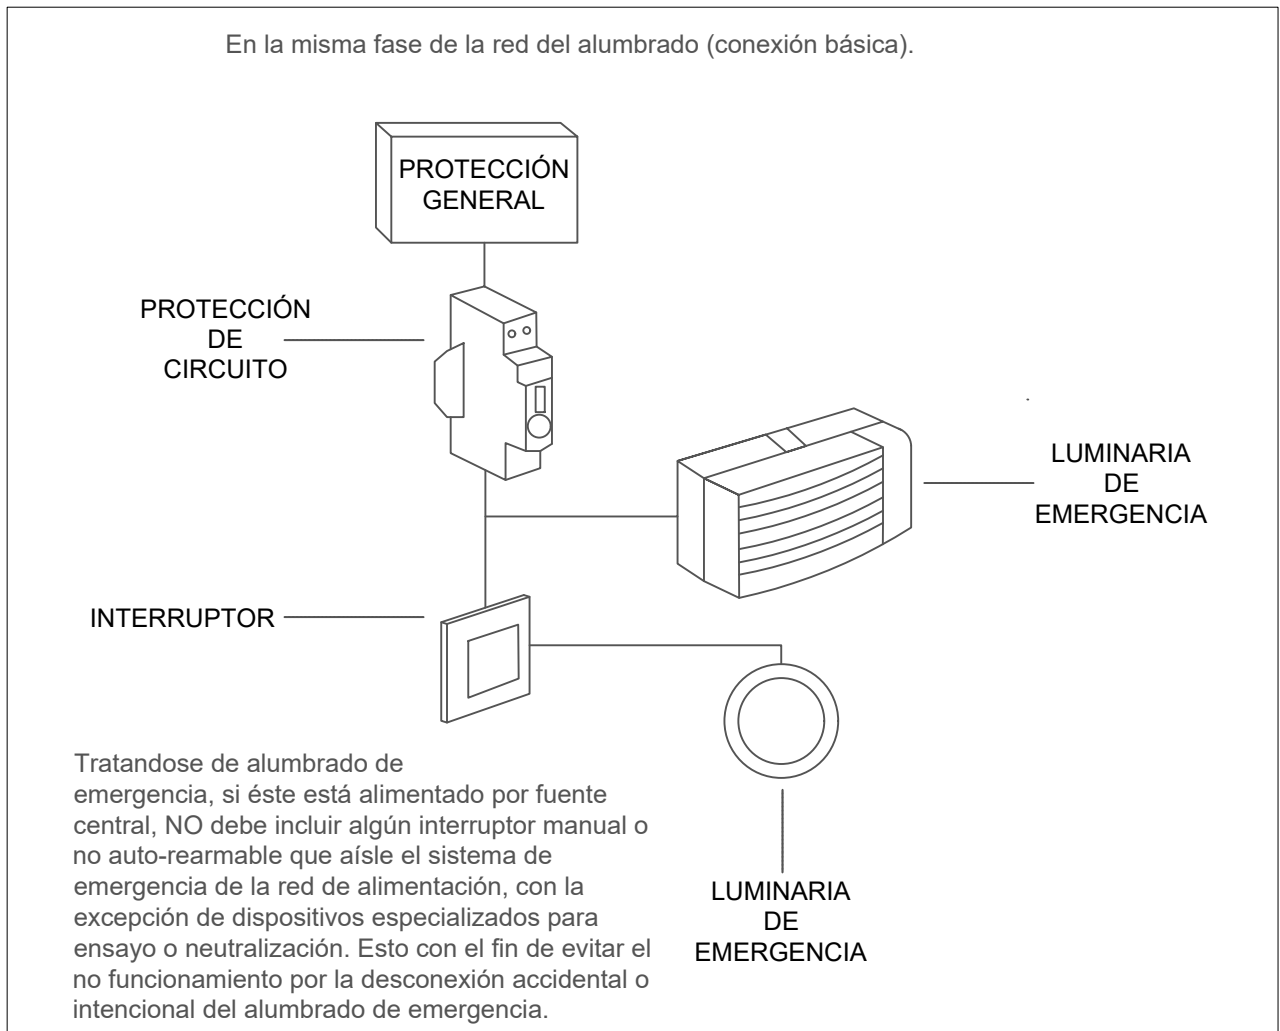 En la misma fase de la red del alumbrado (conexión básica).
PROTECCIÓN
GENERAL
PROTECCIÓN
DE
CIRCUITO
LUMINARIA
DE
EMERGENCIA
INTERRUPTOR
Tratandose de alumbrado de
emergencia, si éste está alimentado por fuente
central, NO debe incluir algún interruptor manual o
no auto-rearmable que aísle el sistema de
emergencia de la red de alimentación, con la
excepción de dispositivos especializados para
ensayo o neutralización. Esto con el fin de evitar el
no funcionamiento por la desconexión accidental o
intencional del alumbrado de emergencia.
LUMINARIA
DE
EMERGENCIA